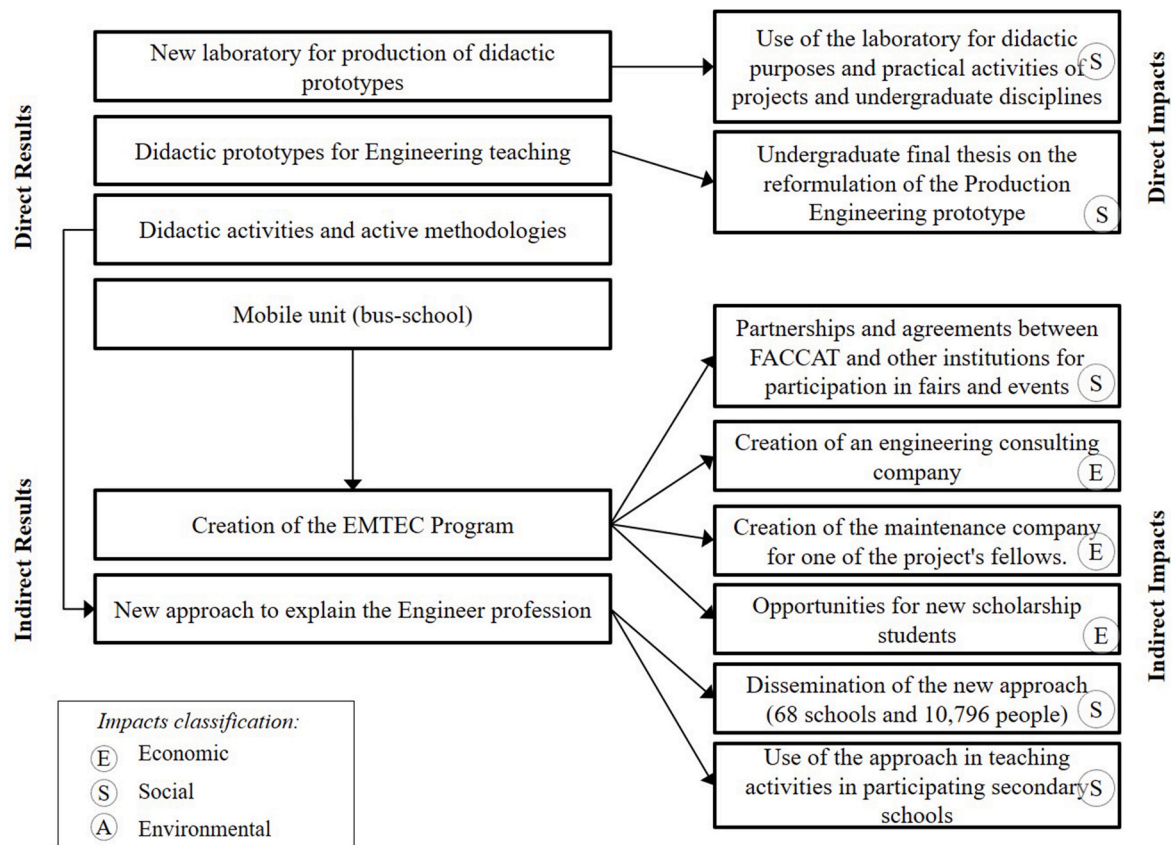 Direct Results
New laboratory for production of didactic
prototypes
Didactic prototypes for Engineering teaching
Didactic activities and active methodologies
Mobile unit (bus-school)
Direct Impacts
Use of the laboratory for didactic
purposes and practical activities of
projects and undergraduate disciplines
S
Undergraduate final thesis on the
reformulation of the Production
Engineering prototype
S
Indirect Results
Creation of the EMTEC Program
New approach to explain the Engineer profession
Indirect Impacts
Partnerships and agreements between
FACCAT and other institutions for
participation in fairs and events
S
Creation of an engineering consulting
company
E
Creation of the maintenance company
for one of the project's fellows.
E
Opportunities for new scholarship
students
E
Dissemination of the new approach
(68 schools and 10,796 people)
S
Use of the approach in teaching
activities in participating secondary
schools
S
Impacts classification:
E Economic
S Social
A Environmental